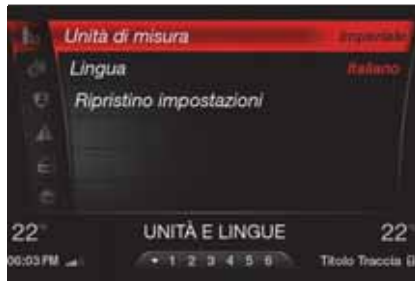 Unità di misura Imperiale
Lingua Italiano
Ripristino impostazioni
22° UNITÀ E LINGUE 22°
06:03 PM 1 2 3 4 5 6 Titolo Traccia